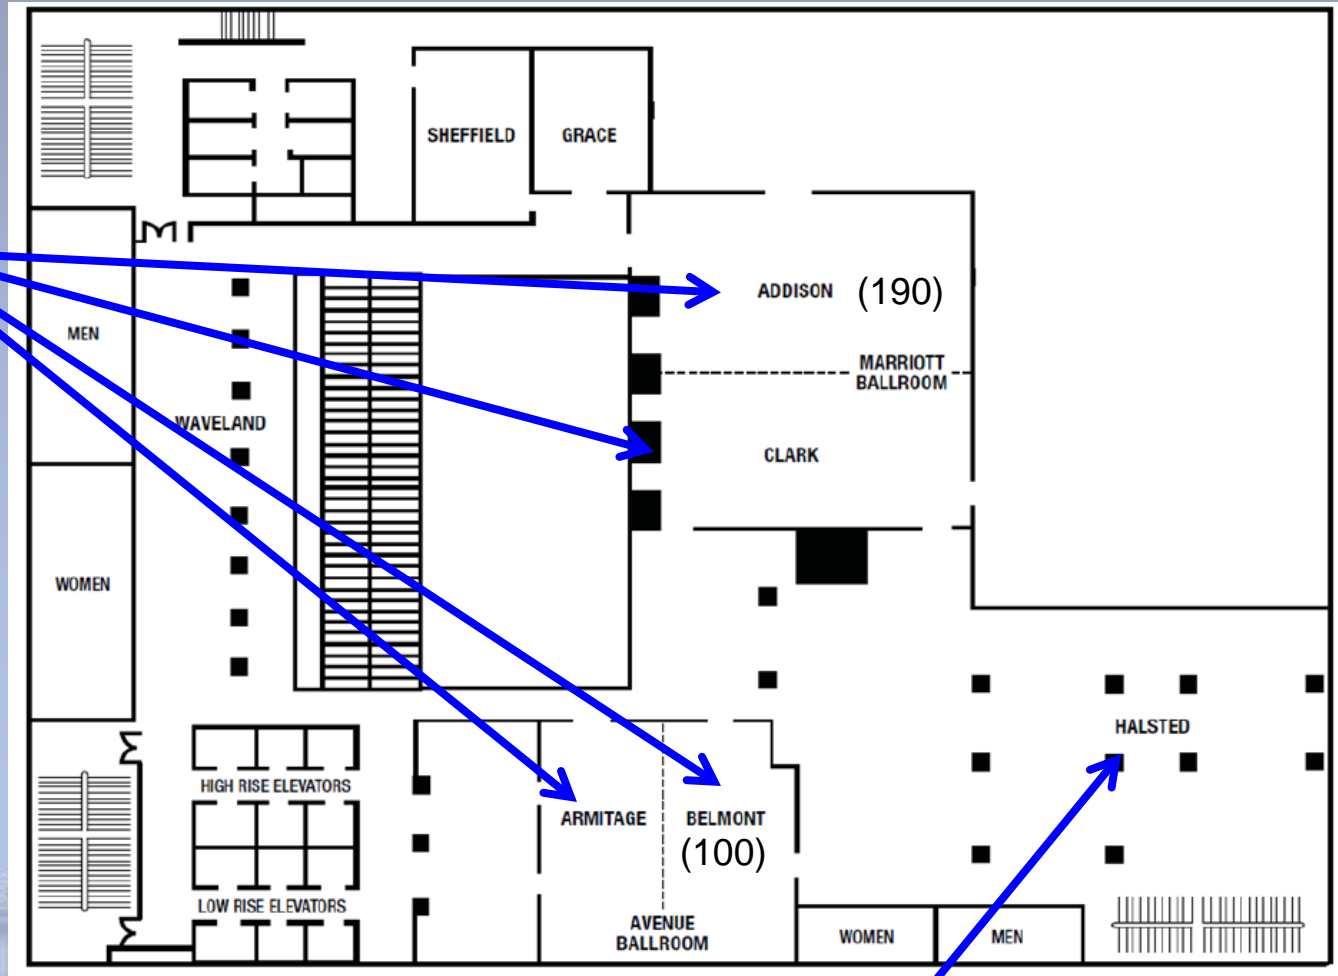 SHEFFIELD
GRACE
ADDISON (190)
MEN
MARRIOTT
BALLROOM
WAVELAND
CLARK
WOMEN
HALSTED
HIGH RISE ELEVATORS
ARMITAGE
BELMONT
(100)
LOW RISE ELEVATORS
AVENUE
BALLROOM
WOMEN
MEN